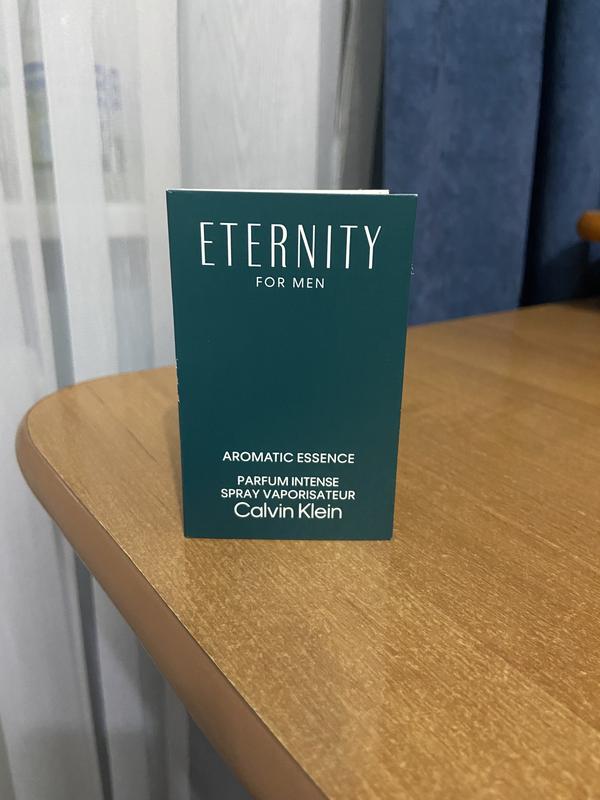 ETERNITY
FOR MEN
AROMATIC ESSENCE
PARFUM INTENSE
SPRAY VAPORISATEUR
Calvin Klein